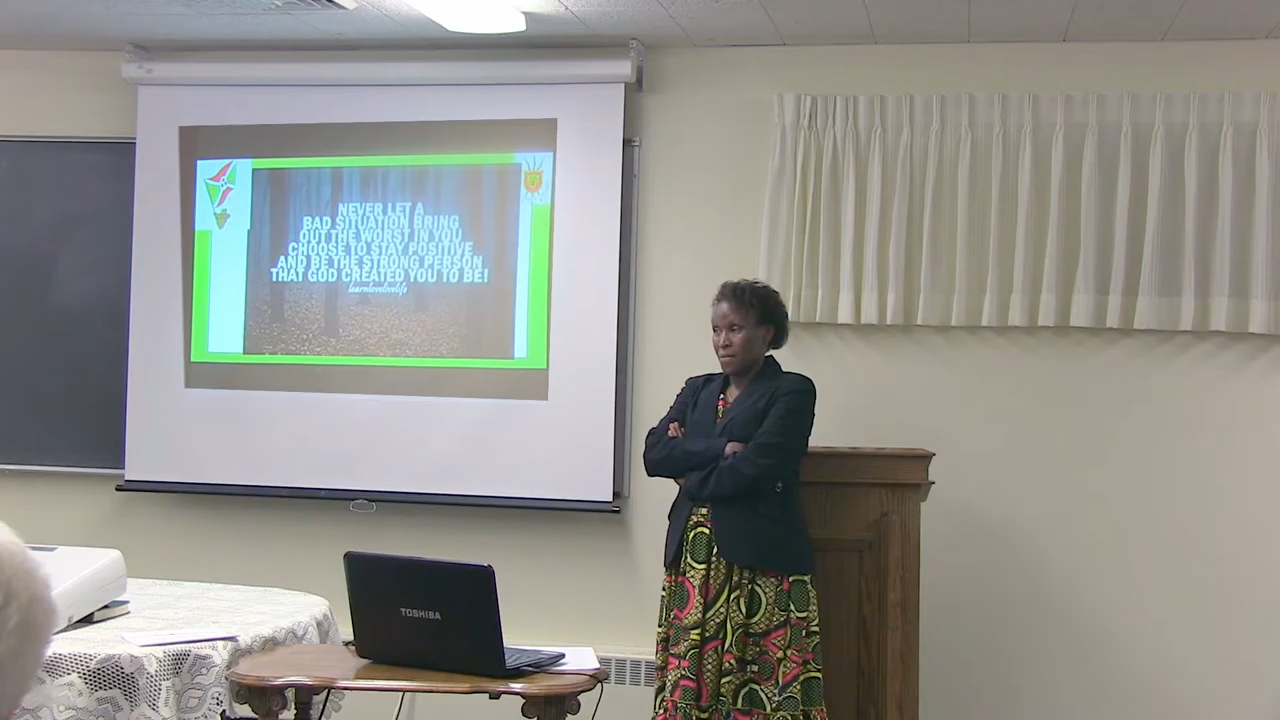 NEVER LET A
BAD SITUATION BRING
OUT THE WORST IN YOU
CHOOSE TO STAY POSITIVE
AND BE THE STRONG PERSON
THAT GOD CREATED YOU TO BE!
learnlovelivelife
TOSHIBA